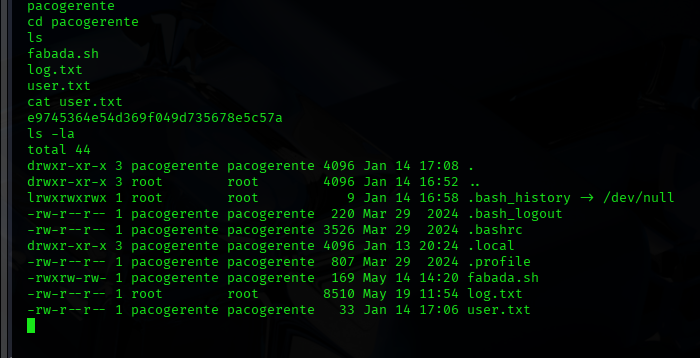 pacogerente
cd pacogerente
ls
fabada.sh
log.txt
user.txt
cat user.txt
e9745364e54d369f049d735678e5c57a
ls -la
total 44
drwxr-xr-x 3 pacogerente pacogerente 4096 Jan 14 17:08 .
drwxr-xr-x 3 root        root        4096 Jan 14 16:52 ..
lrwxrwxrwx 1 root        root           9 Jan 14 16:58 .bash_history -> /dev/null
-rw-r--r-- 1 pacogerente pacogerente  220 Mar 29  2024 .bash_logout
-rw-r--r-- 1 pacogerente pacogerente 3526 Mar 29  2024 .bashrc
drwxr-xr-x 3 pacogerente pacogerente 4096 Jan 13 20:24 .local
-rw-r--r-- 1 pacogerente pacogerente  807 Mar 29  2024 .profile
-rwxrw-rw- 1 pacogerente pacogerente  169 May 14 14:20 fabada.sh
-rw-r--r-- 1 root        root        8510 May 19 11:54 log.txt
-rw-r--r-- 1 pacogerente pacogerente   33 Jan 14 17:06 user.txt